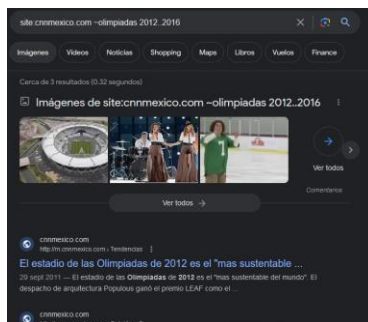 site:cnnmexico.com ~olimpiadas 2012..2016
Imágenes Videos Noticias Shopping Maps Libros Vuelos Finance
Cerca de 3 resultados (0.32 segundos)
Imágenes de site:cnnmexico.com ~olimpiadas 2012..2016
7
Ver todos
Comentarios
Ver todos →
cnnmexico.com
http://m.cnnmexico.com › Tendencias
El estadio de las Olimpiadas de 2012 es el "mas sustentable ...
29 sept 2011 — El estadio de las Olimpiadas de 2012 es el "mas sustentable del mundo". El
despacho de arquitectura Populous ganó el premio LEAF como el ...
cnnmexico.com